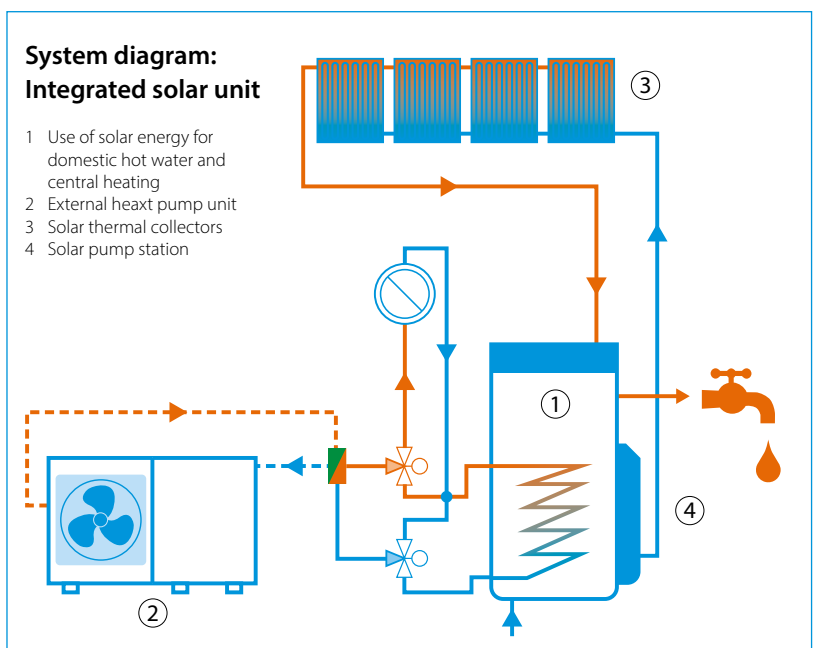 System diagram:
Integrated solar unit
1 Use of solar energy for
domestic hot water and
central heating
2 External heaxt pump unit
3 Solar thermal collectors
4 Solar pump station
3
1
4
2